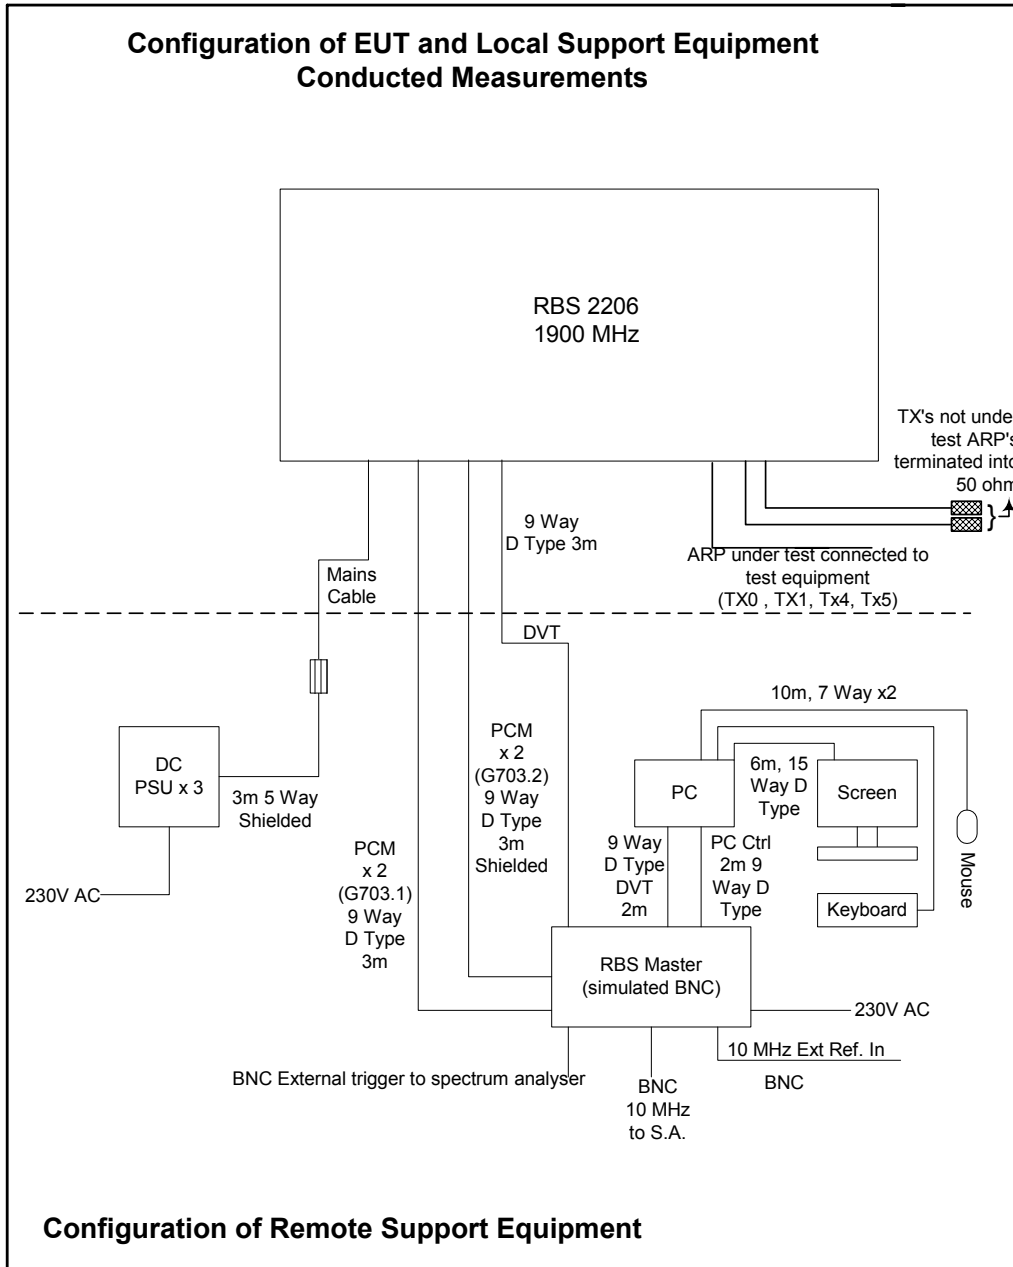 Configuration of EUT and Local Support Equipment
Conducted Measurements
RBS 2206
1900 MHz
TX's not unde
test ARP's
terminated into
50 ohm
9 Way
D Type 3m
ARP under test connected to
test equipment
(TX0 , TX1, Tx4, Tx5)
Mains
Cable
DVT
10m, 7 Way x2
DC
PSU x 3
3m 5 Way
Shielded
230V AC
PCM
x 2
(G703.2)
9 Way
D Type
3m
Shielded
PCM
x 2
(G703.1)
9 Way
D Type
3m
PC
6m, 15
Way D
Type
Screen
Mouse
9 Way
D Type
DVT
2m
PC Ctrl
2m 9
Way D
Type
Keyboard
RBS Master
(simulated BNC)
230V AC
10 MHz Ext Ref. In
BNC
BNC External trigger to spectrum analyser
BNC
10 MHz
to S.A.
Configuration of Remote Support Equipment